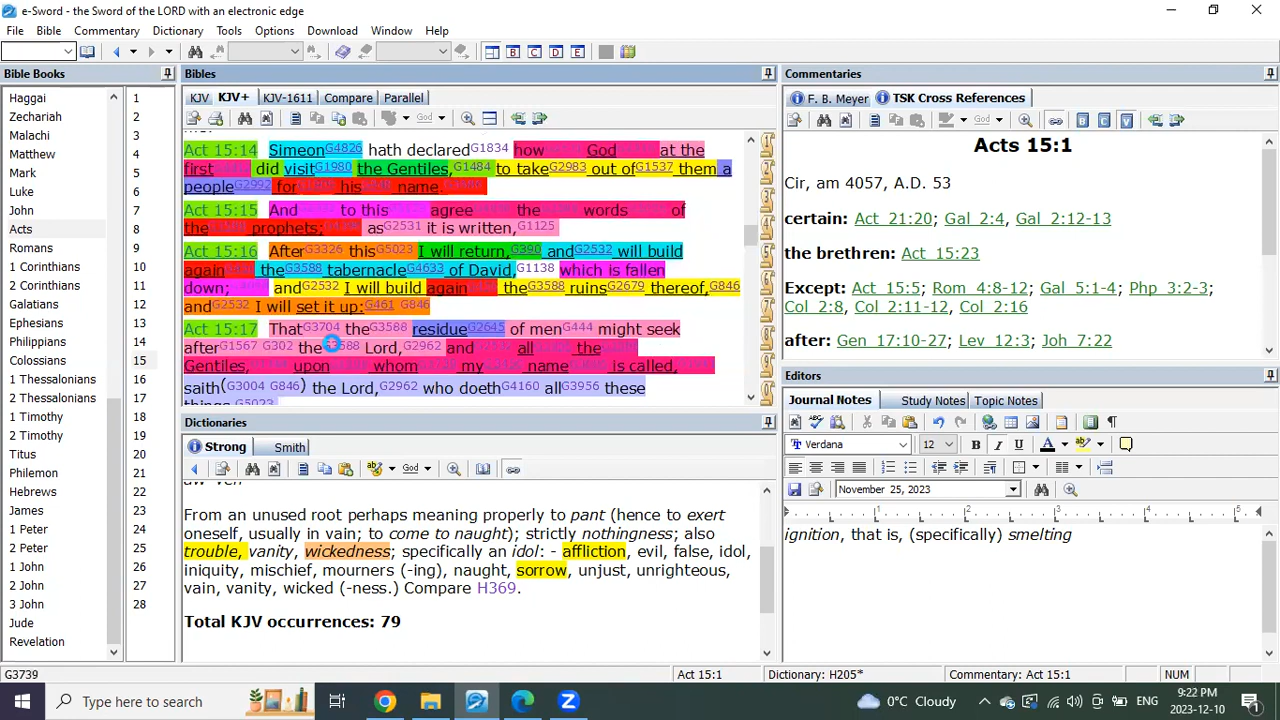 e-Sword - the Sword of the LORD with an electronic edge
File Bible Commentary Dictionary Tools Options Download Window Help
Bible Books
Haggai
Zechariah
Malachi
Matthew
Mark
Luke
John
Acts
Romans
1 Corinthians
2 Corinthians
Galatians
Ephesians
Philippians
Colossians
1 Thessalonians
2 Thessalonians
1 Timothy
2 Timothy
Titus
Philemon
Hebrews
James
1 Peter
2 Peter
1 John
2 John
3 John
Jude
Revelation
1
2
3
4
5
6
7
8
9
10
11
12
13
14
15
16
17
18
19
20
21
22
23
24
25
26
27
28
Bibles
KJV KJV+ KJV-1611 Compare Parallel
God
Act 15:14 Simeon G4826 hath declared G1834 how God at the
first did visit G1980 the Gentiles, G1484 to take G2983 out of G1537 them a
people G2992 for his name.
Act 15:15 And to this agree the words of
the prophets; as it is written, G1125
Act 15:16 After G3326 this G5023 I will return, G390 and G2532 will build
again the G3588 tabernacle G4633 of David, G1138 which is fallen
down; and G2532 I will build again the G3588 ruins G2679 thereof, G846
and G2532 I will set it up: G461 G846
Act 15:17 That G3704 the G3588 residue G2645 of men G444 might seek
after G1567 G302 the Lord, G2962 and all the
Gentiles, upon whom my name is called,
saith (G3004 G846) the Lord, G2962 who doeth G4160 all G3956 these
things. G5023
Dictionaries
Strong Smith
God
From an unused root perhaps meaning properly to pant (hence to exert
oneself, usually in vain; to come to naught); strictly nothingness; also
trouble, vanity, wickedness; specifically an idol: - affliction, evil, false, idol,
iniquity, mischief, mourners (-ing), naught, sorrow, unjust, unrighteous,
vain, vanity, wicked (-ness.) Compare H369.
Total KJV occurrences: 79
Commentaries
F. B. Meyer TSK Cross References
God
Acts 15:1
Cir, am 4057, A.D. 53
certain: Act 21:20; Gal 2:4, Gal 2:12-13
the brethren: Act 15:23
Except: Act 15:5; Rom 4:8-12; Gal 5:1-4; Php 3:2-3;
Col 2:8, Col 2:11-12, Col 2:16
after: Gen 17:10-27; Lev 12:3; Joh 7:22
Editors
Journal Notes Study Notes Topic Notes
Verdana 12 B I U A
November 25, 2023
1 2 3 4 5
ignition, that is, (specifically) smelting
G3739 Act 15:1 Dictionary: H205* Commentary: Act 15:1 NUM
Type here to search
0°C Cloudy
ENG
9:22 PM
2023-12-10